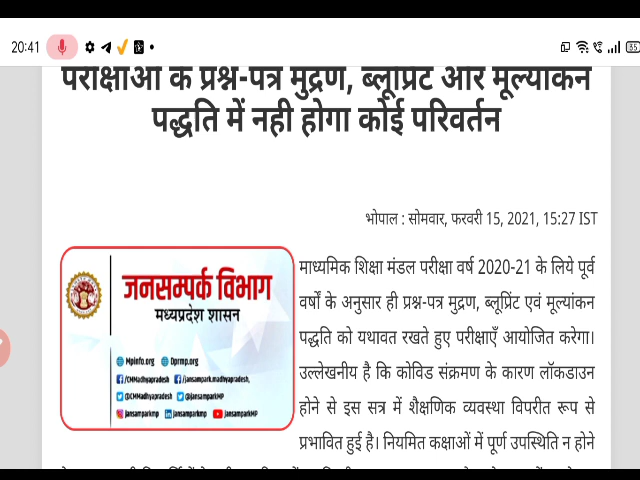 20:41
परीक्षाओं के प्रश्न-पत्र मुद्रण, ब्लूप्रिंट और मूल्यांकन
पद्धति में नही होगा कोई परिवर्तन
भोपाल : सोमवार, फरवरी 15, 2021, 15:27 IST
जनसम्पर्क विभाग
मध्यप्रदेश शासन
Mpinfo.org Dprmp.org
/CMMadhyapradesh /jansampark.madhyapradesh,
@CMMadhyapradesh @jansamparkMP
jansamparkmp jansamparkmp jansamparkMP
माध्यमिक शिक्षा मंडल परीक्षा वर्ष 2020-21 के लिये पूर्व
वर्षों के अनुसार ही प्रश्न-पत्र मुद्रण, ब्लूप्रिंट एवं मूल्यांकन
पद्धति को यथावत रखते हुए परीक्षाएँ आयोजित करेगा।
उल्लेखनीय है कि कोविड संक्रमण के कारण लॉकडाउन
होने से इस सत्र में शैक्षणिक व्यवस्था विपरीत रूप से
प्रभावित हुई है। नियमित कक्षाओं में पूर्ण उपस्थिति न होने